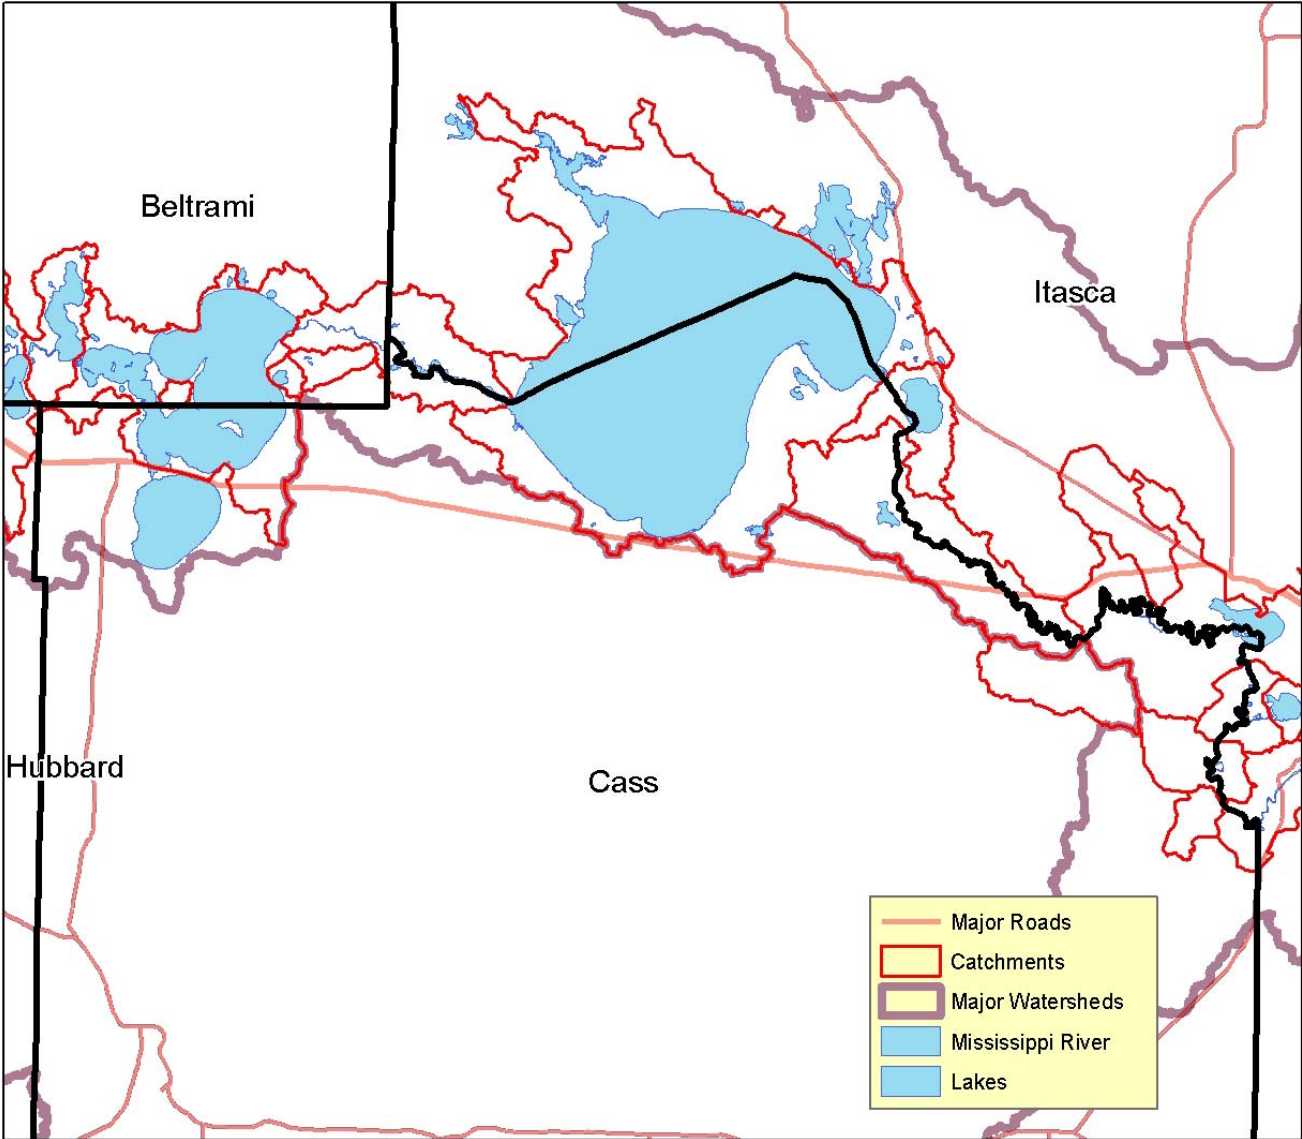 Beltrami
Itasca
Hubbard
Cass
Major Roads
Catchments
Major Watersheds
Mississippi River
Lakes